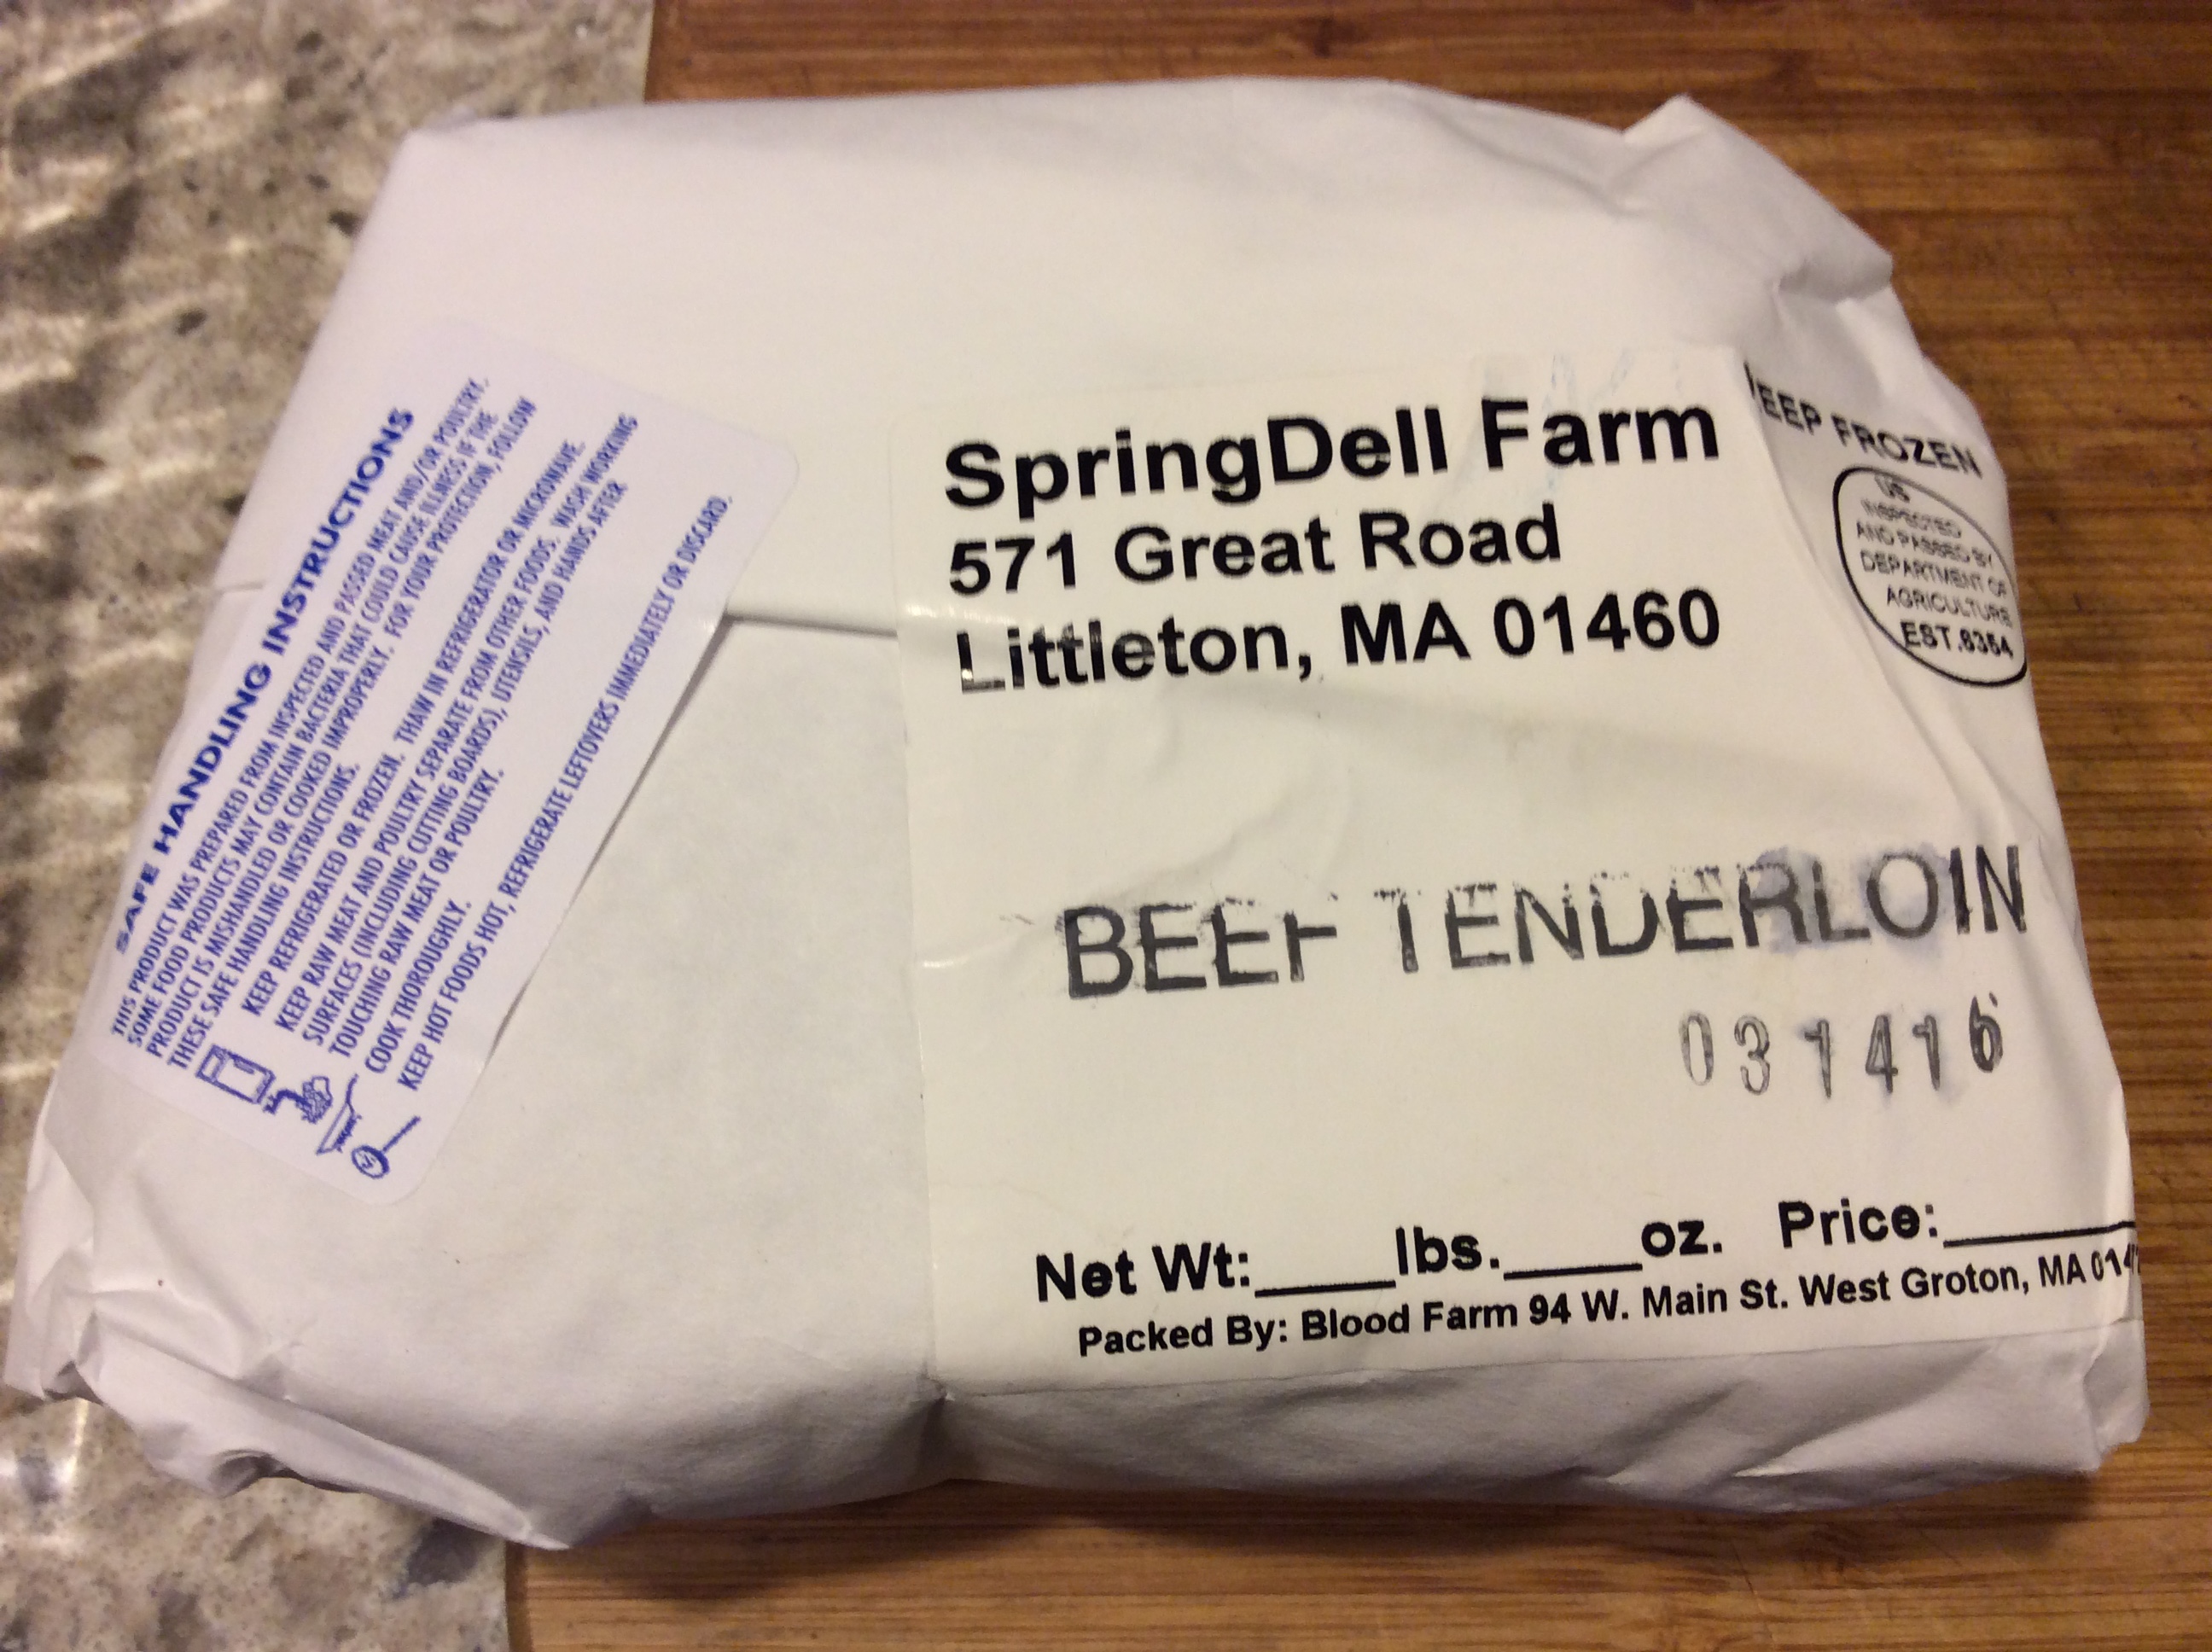 SAFE HANDLING INSTRUCTIONS
THIS PRODUCT WAS PREPARED FROM INSPECTED AND PASSED MEAT AND/OR POULTRY.
SOME FOOD PRODUCTS MAY CONTAIN BACTERIA THAT COULD CAUSE ILLNESS IF THE
PRODUCT IS MISHANDLED OR COOKED IMPROPERLY. FOR YOUR PROTECTION, FOLLOW
THESE SAFE HANDLING INSTRUCTIONS.
KEEP REFRIGERATED OR FROZEN. THAW IN REFRIGERATOR OR MICROWAVE.
KEEP RAW MEAT AND POULTRY SEPARATE FROM OTHER FOODS. WASH WORKING
SURFACES (INCLUDING CUTTING BOARDS), UTENSILS, AND HANDS AFTER
TOUCHING RAW MEAT OR POULTRY.
COOK THOROUGHLY.
KEEP HOT FOODS HOT, REFRIGERATE LEFTOVERS IMMEDIATELY OR DISCARD.
SpringDell Farm
571 Great Road
Littleton, MA 01460
EEP FROZEN
US
INSPECTED
AND PASSED BY
DEPARTMENT OF
AGRICULTURE
EST.6354
BEEF TENDERLOIN
031416
Net Wt:____lbs.____oz. Price:______
Packed By: Blood Farm 94 W. Main St. West Groton, MA 014